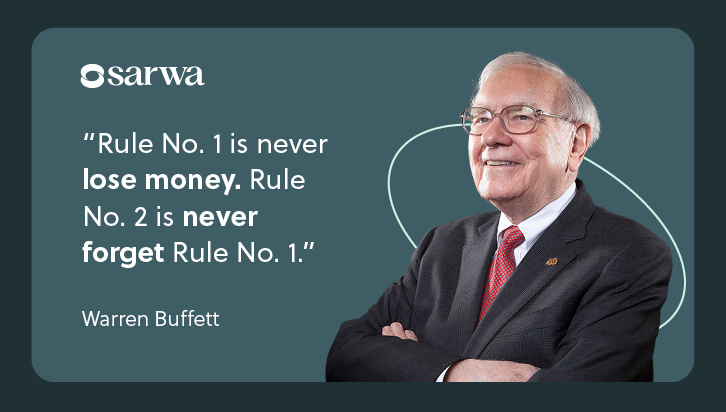 sarwa
“Rule No. 1 is never
lose money. Rule
No. 2 is never
forget Rule No. 1.”
Warren Buffett